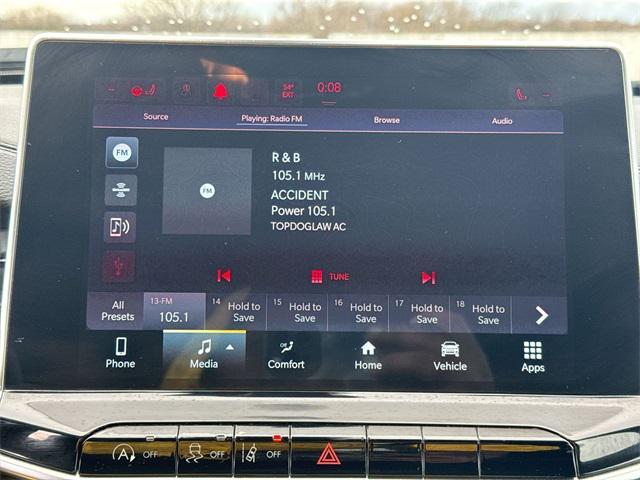 54° 0:08
EXT
Source Playing: Radio FM Browse Audio
FM
R & B
105.1 MHz
ACCIDENT
Power 105.1
TOPDOGLAW AC
FM
TUNE
All Presets
13-FM
105.1
14 Hold to Save
15 Hold to Save
16 Hold to Save
17 Hold to Save
18 Hold to Save
Phone Media Comfort Home Vehicle Apps
OFF OFF OFF